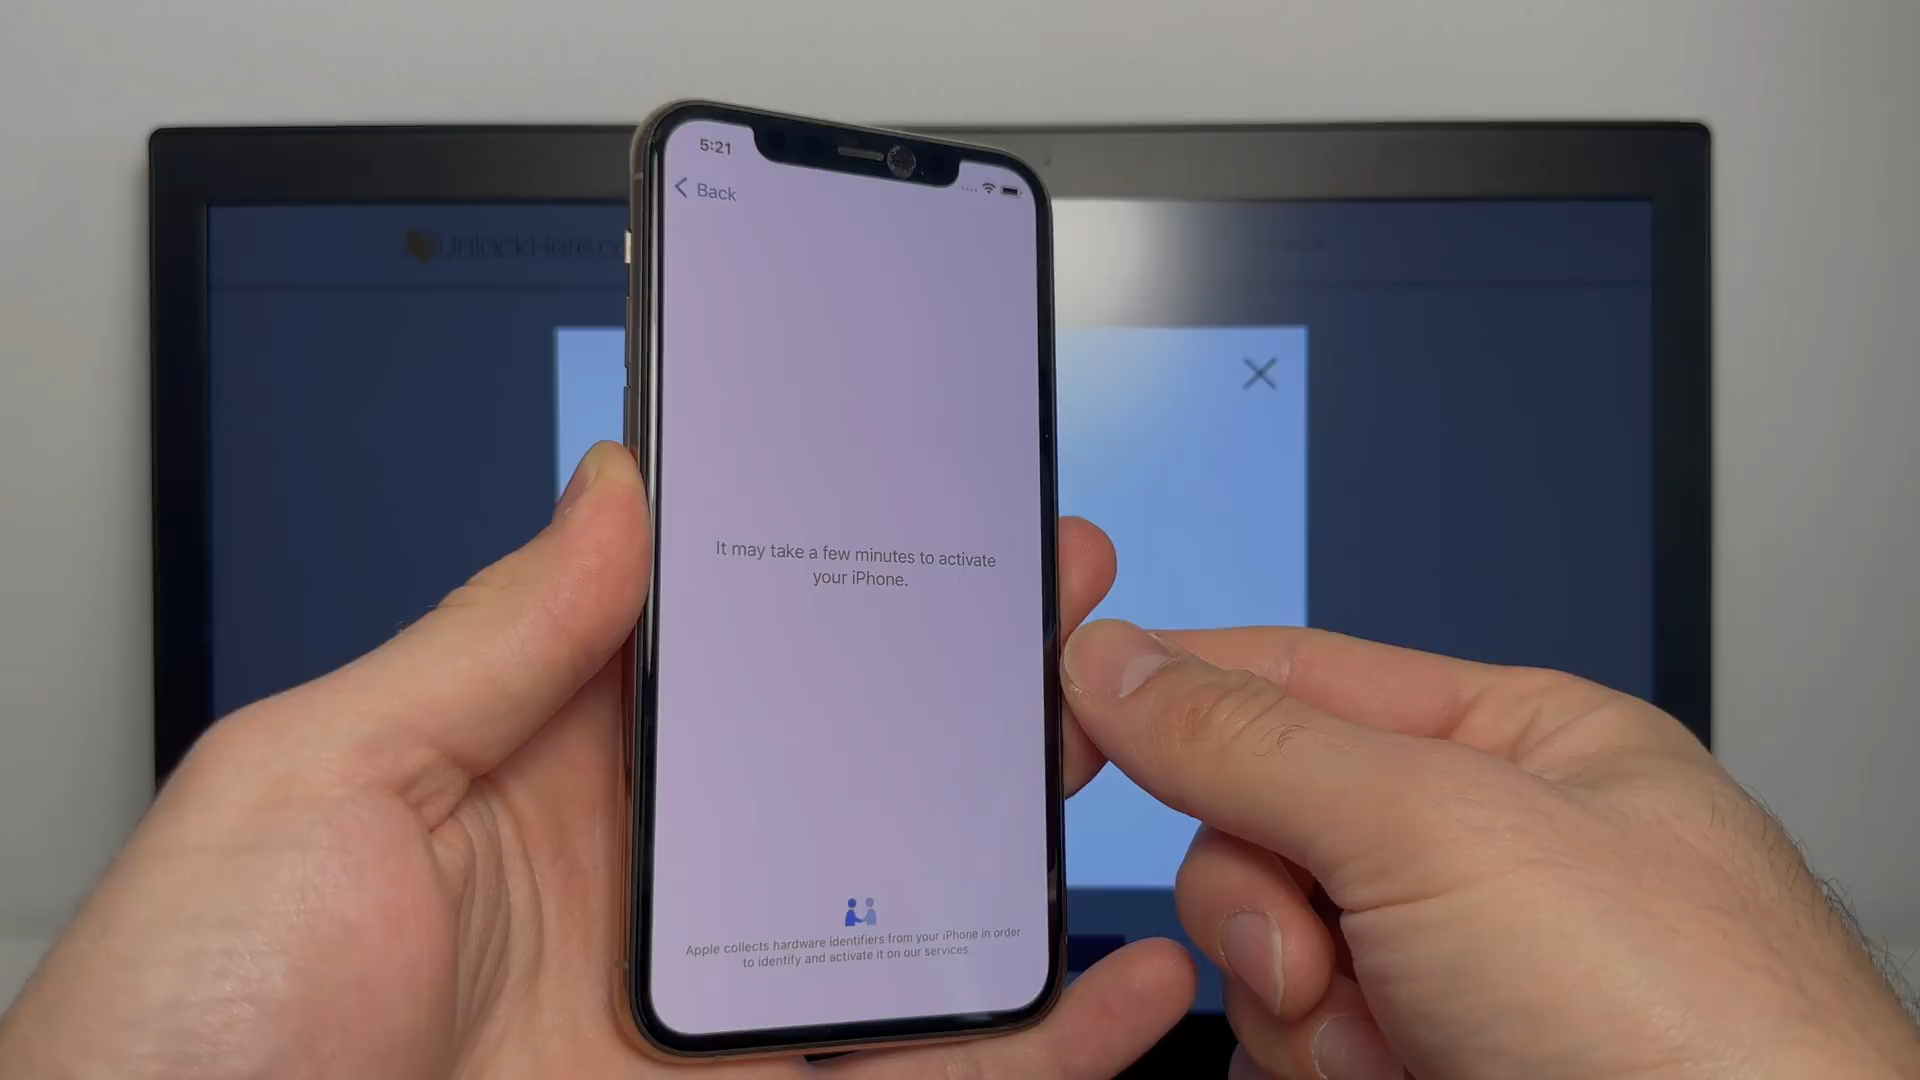 5:21
Back
UnlockHere.co
It may take a few minutes to activate
your iPhone.
Apple collects hardware identifiers from your iPhone in order
to identify and activate it on our services.